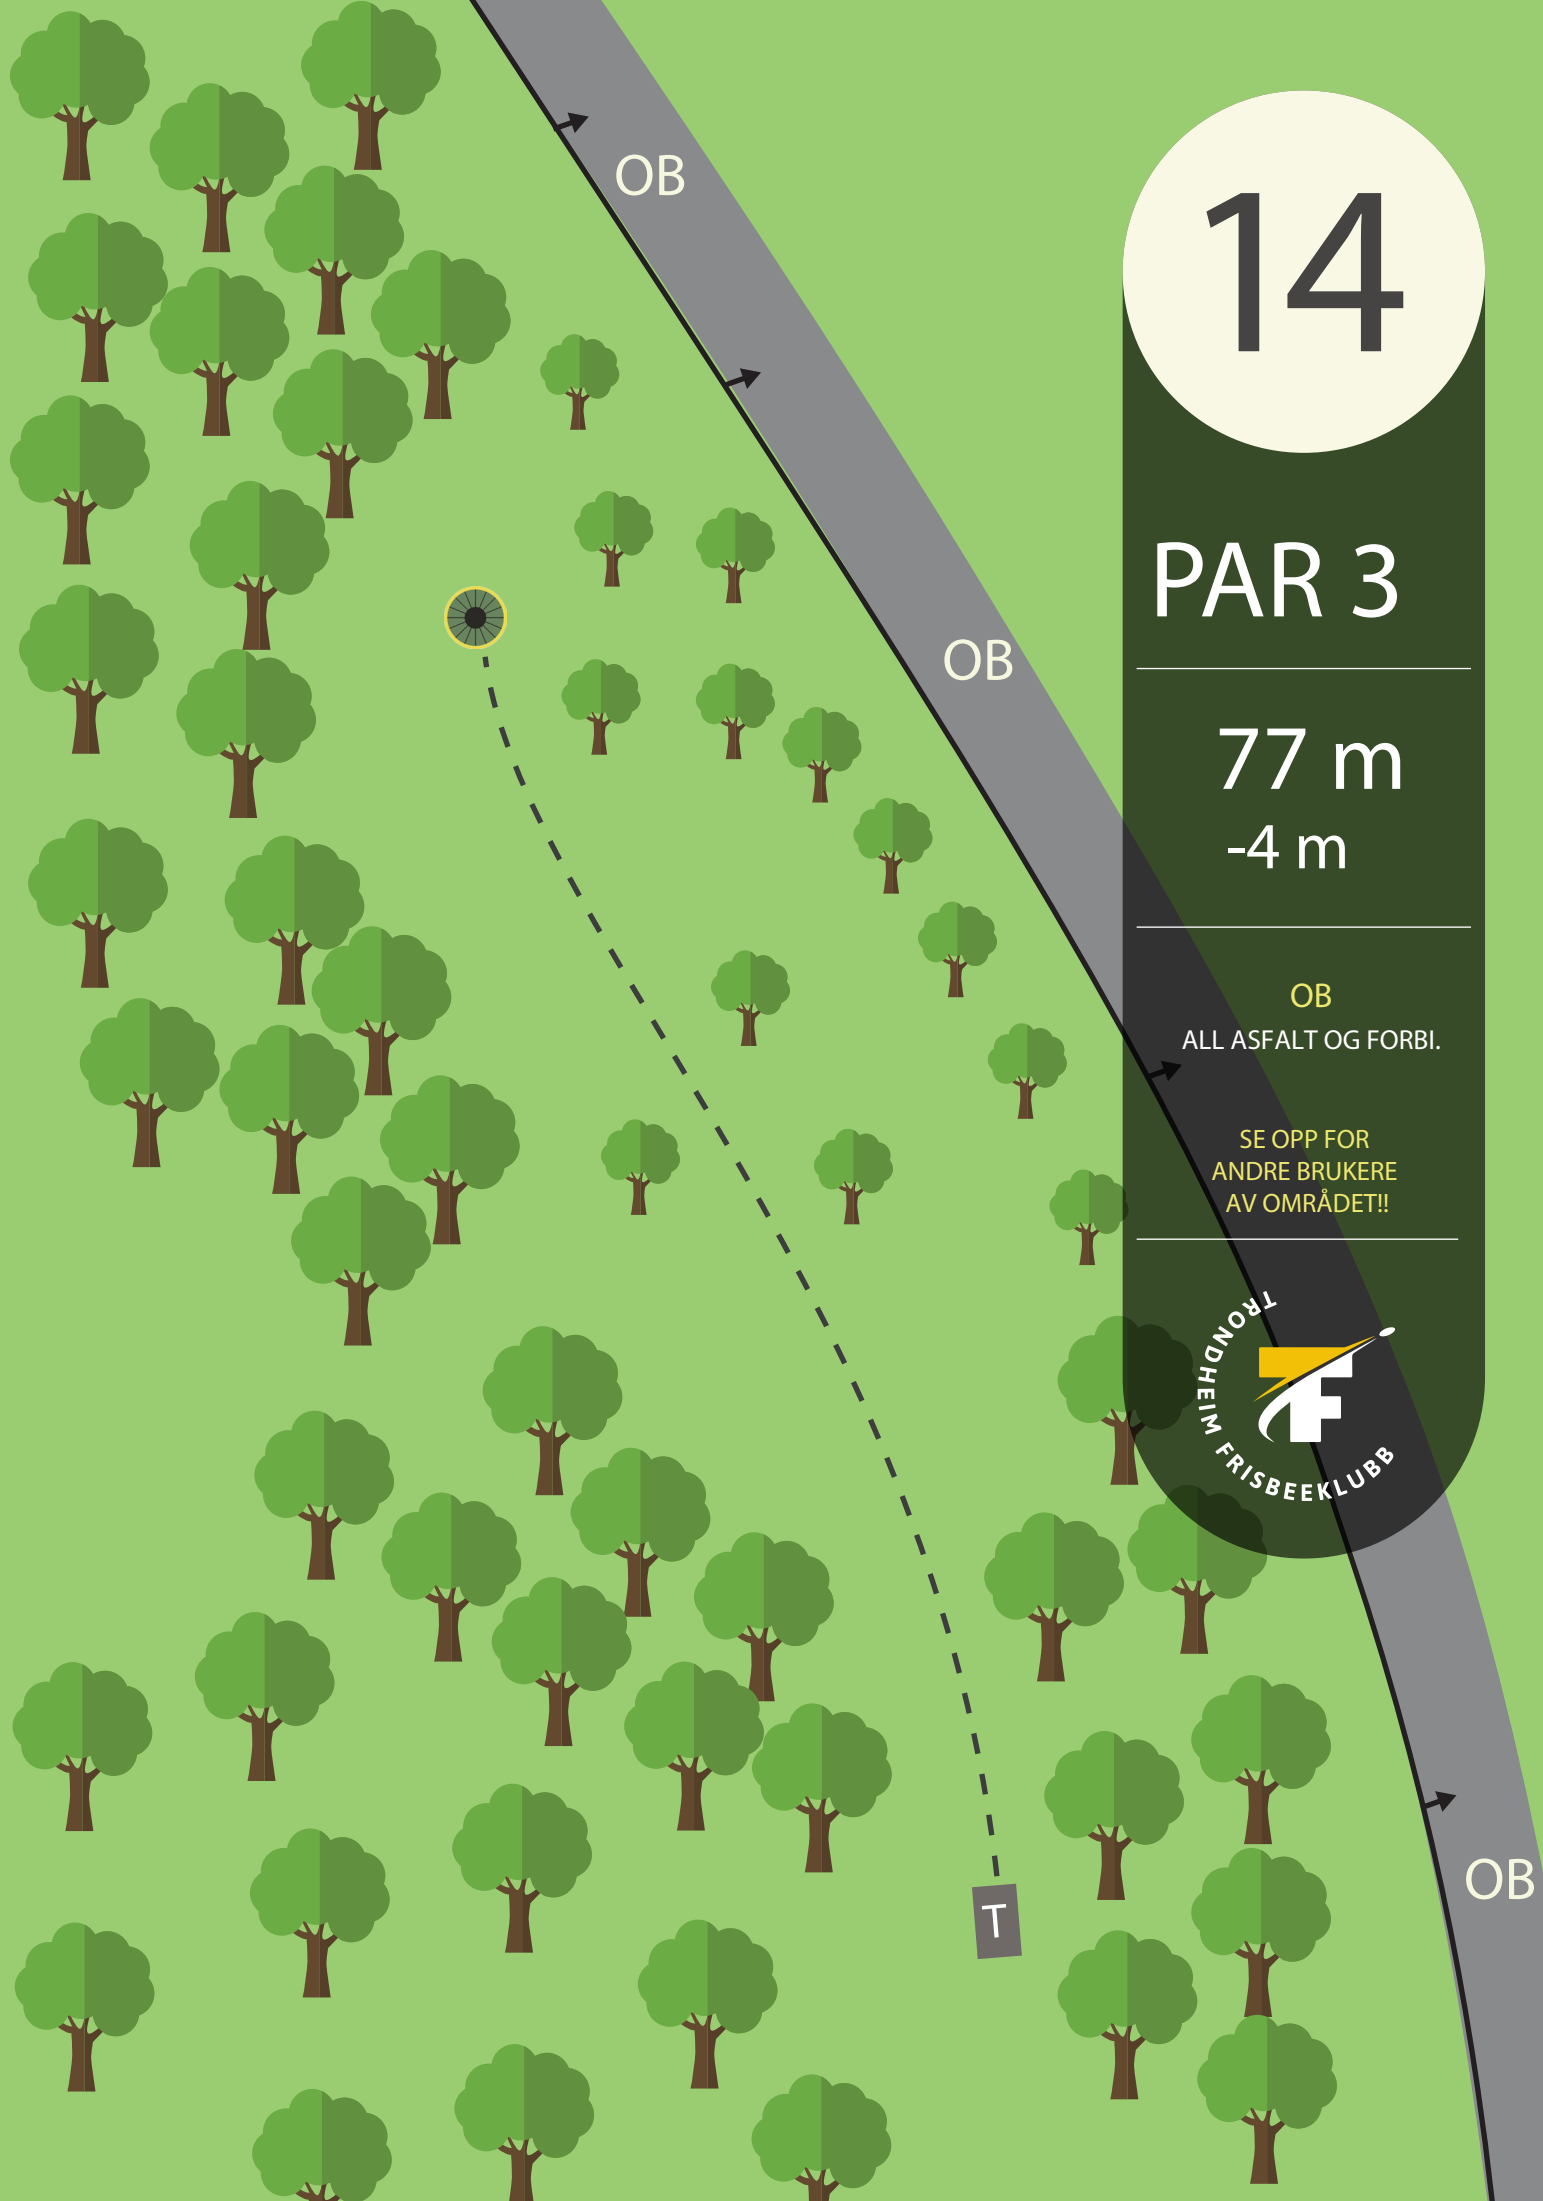 OB
14
PAR 3
OB
77 m
-4 m
OB
ALL ASFALT OG FORBI.
SE OPP FOR
ANDRE BRUKERE
AV OMRÅDET!!
TRONDHEIM FRISBEEKLUBB
TF
OB
T